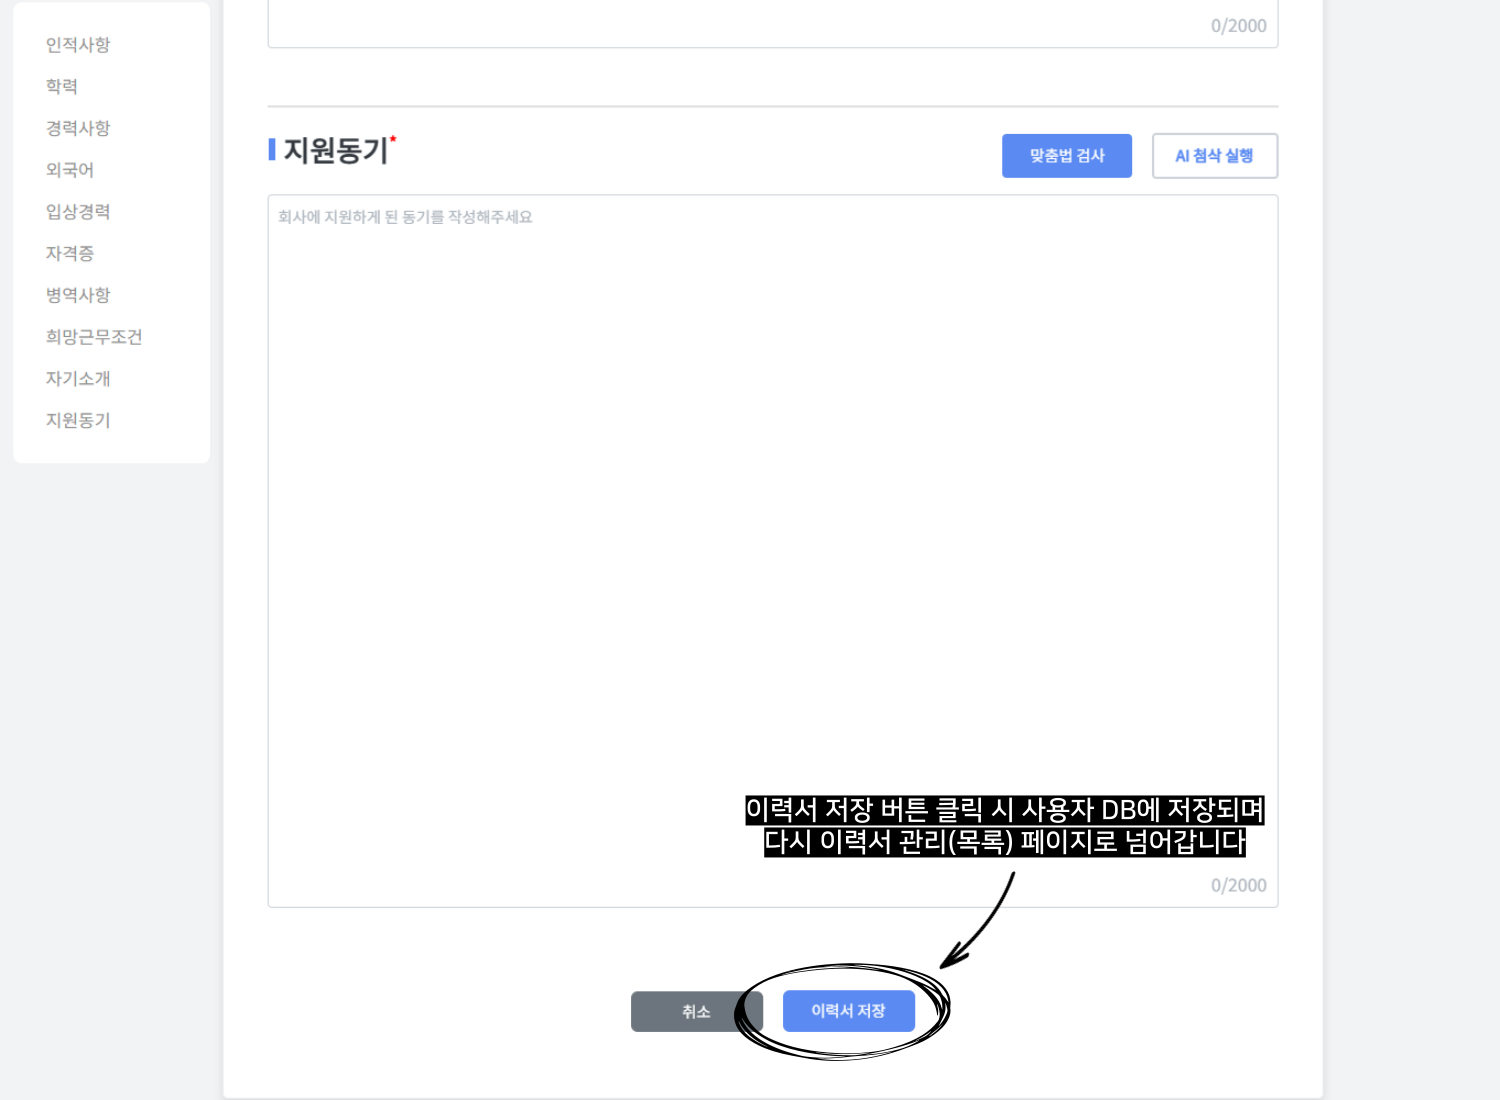 인적사항
학력
경력사항
외국어
입상경력
자격증
병역사항
희망근무조건
자기소개
지원동기
0/2000
지원동기*
맞춤법 검사
AI 첨삭 실행
회사에 지원하게 된 동기를 작성해주세요
이력서 저장 버튼 클릭 시 사용자 DB에 저장되며
다시 이력서 관리(목록) 페이지로 넘어갑니다
0/2000
취소
이력서 저장